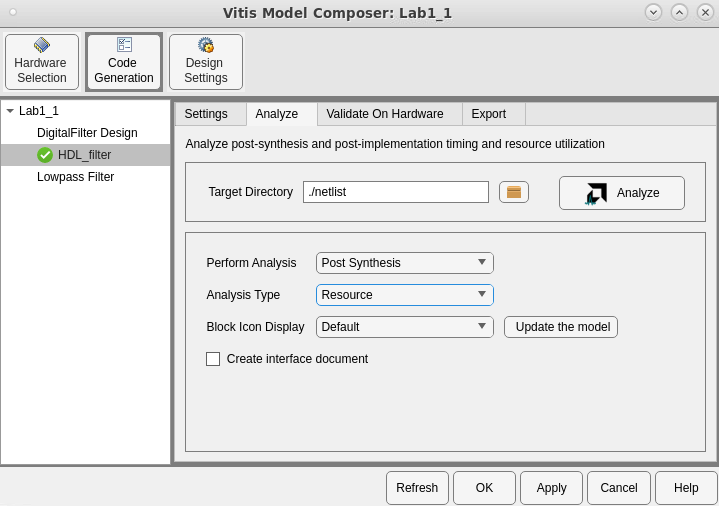 Vitis Model Composer: Lab1_1
Hardware
Selection
Code
Generation
Design
Settings
Lab1_1
DigitalFilter Design
HDL_filter
Lowpass Filter
Settings
Analyze
Validate On Hardware
Export
Analyze post-synthesis and post-implementation timing and resource utilization
Target Directory
./netlist
Analyze
Perform Analysis
Post Synthesis
Analysis Type
Resource
Block Icon Display
Default
Update the model
Create interface document
Refresh
OK
Apply
Cancel
Help